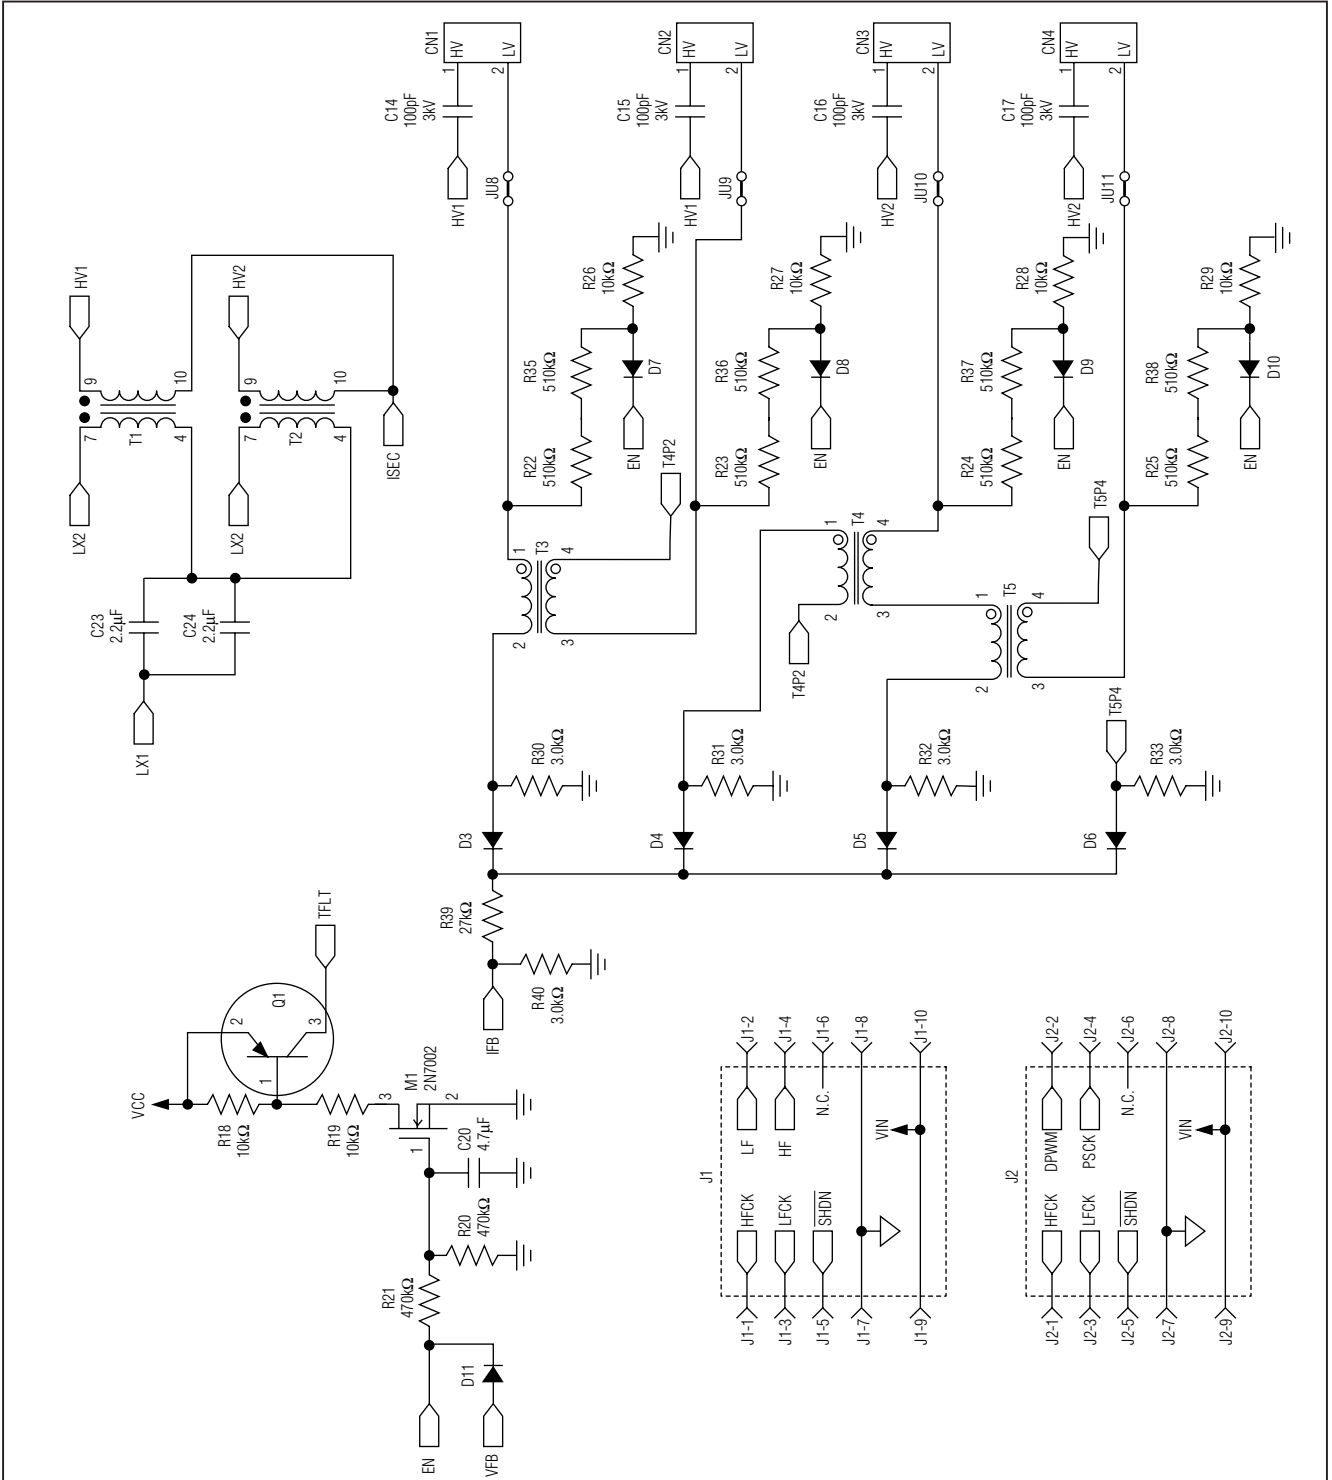 CN1
HV
LV
1
2
C14
100pF
3kV
HV1
JU8
CN2
HV
LV
1
2
C15
100pF
3kV
HV1
JU9
CN3
HV
LV
1
2
C16
100pF
3kV
HV2
JU10
CN4
HV
LV
1
2
C17
100pF
3kV
HV2
JU11
HV1
9
10
7
4
T1
LX2
HV2
9
10
7
4
T2
LX2
ISEC
C23
2.2µF
C24
2.2µF
LX1
R26
10kΩ
R35
510kΩ
D7
R22
510kΩ
EN
T4P2
R27
10kΩ
R36
510kΩ
D8
R23
510kΩ
EN
R28
10kΩ
R37
510kΩ
D9
R24
510kΩ
EN
R29
10kΩ
R38
510kΩ
D10
R25
510kΩ
EN
T5P4
1
4
T3
2
3
1
4
T4
2
3
T4P2
1
4
T5
2
3
T5P4
R30
3.0kΩ
R31
3.0kΩ
R32
3.0kΩ
R33
3.0kΩ
D3
D4
D5
D6
R39
27kΩ
R40
3.0kΩ
IFB
TFLT
Q1
2
3
1
VCC
R18
10kΩ
R19
10kΩ
3
M1
2N7002
2
1
C20
4.7µF
R20
470kΩ
R21
470kΩ
D11
EN
VFB
J1
J1-2
J1-4
J1-6
J1-8
J1-10
LF
HF
N.C.
VIN
HFCK
LFCK
SHDN
J1-1
J1-3
J1-5
J1-7
J1-9
J2
J2-2
J2-4
J2-6
J2-8
J2-10
DPWM
PSCK
N.C.
VIN
HFCK
LFCK
SHDN
J2-1
J2-3
J2-5
J2-7
J2-9